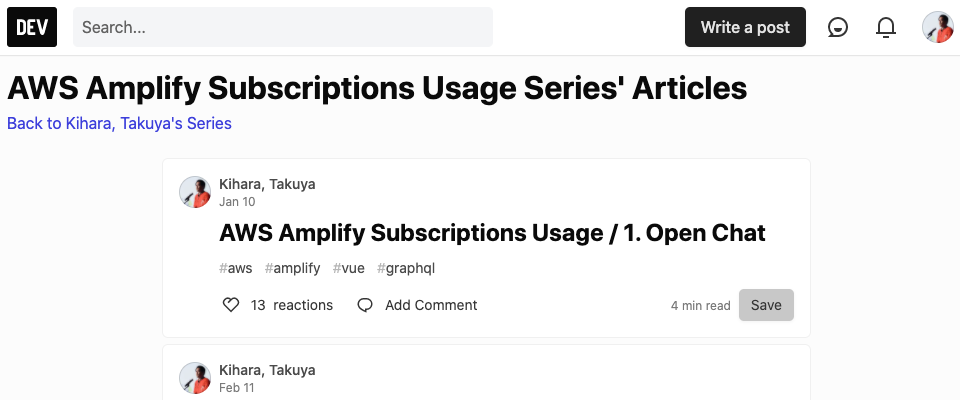 DEV
Search...
Write a post
AWS Amplify Subscriptions Usage Series' Articles
Back to Kihara, Takuya's Series
Kihara, Takuya
Jan 10
AWS Amplify Subscriptions Usage / 1. Open Chat
#aws #amplify #vue #graphql
13 reactions Add Comment 4 min read Save
Kihara, Takuya
Feb 11